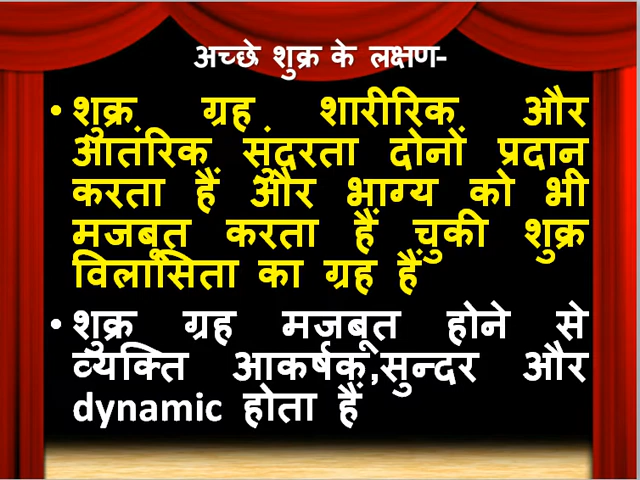 अच्छे शुक्र के लक्षण-
• शुक्र ग्रह शारीरिक और
आतंरिक सुंदरता दोनों प्रदान
करता हैं और भाग्य को भी
मजबूत करता हैं चुकी शुक्र
विलासिता का ग्रह हैं
• शुक्र ग्रह मजबूत होने से
व्यक्ति आकर्षक,सुन्दर और
dynamic होता हैं